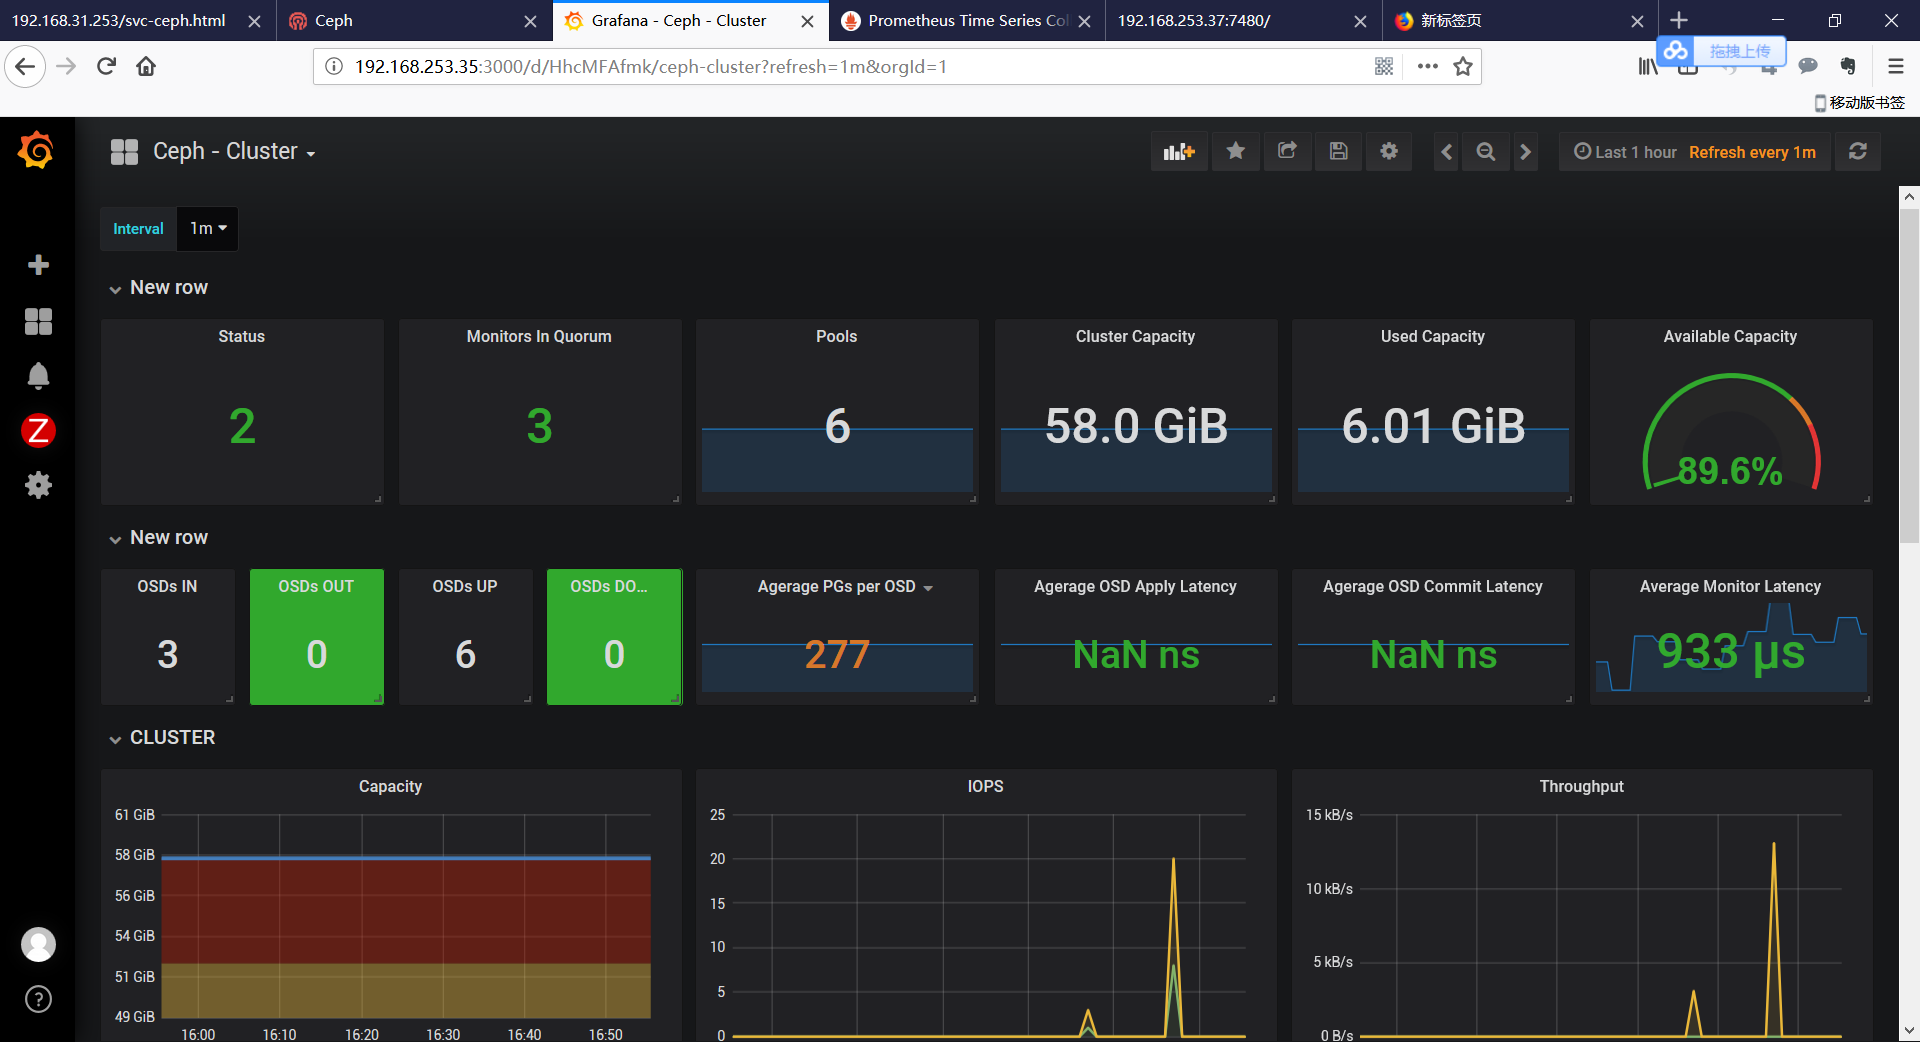 192.168.31.253/svc-ceph.html
Ceph
Grafana - Ceph - Cluster
Prometheus Time Series Col
192.168.253.37:7480/
新标签页
192.168.253.35:3000/d/HhcMFAfmk/ceph-cluster?refresh=1m&orgId=1
拖拽上传
移动版书签
Ceph - Cluster
Last 1 hour Refresh every 1m
Interval 1m
New row
Status
2
Monitors In Quorum
3
Pools
6
Cluster Capacity
58.0 GiB
Used Capacity
6.01 GiB
Available Capacity
89.6%
New row
OSDs IN
3
OSDs OUT
0
OSDs UP
6
OSDs DO...
0
Agerage PGs per OSD
277
Agerage OSD Apply Latency
NaN ns
Agerage OSD Commit Latency
NaN ns
Average Monitor Latency
933 µs
Z
CLUSTER
Capacity
61 GiB
58 GiB
56 GiB
54 GiB
51 GiB
49 GiB
16:00 16:10 16:20 16:30 16:40 16:50
IOPS
25
20
15
10
5
0
Throughput
15 kB/s
10 kB/s
5 kB/s
0 B/s
?